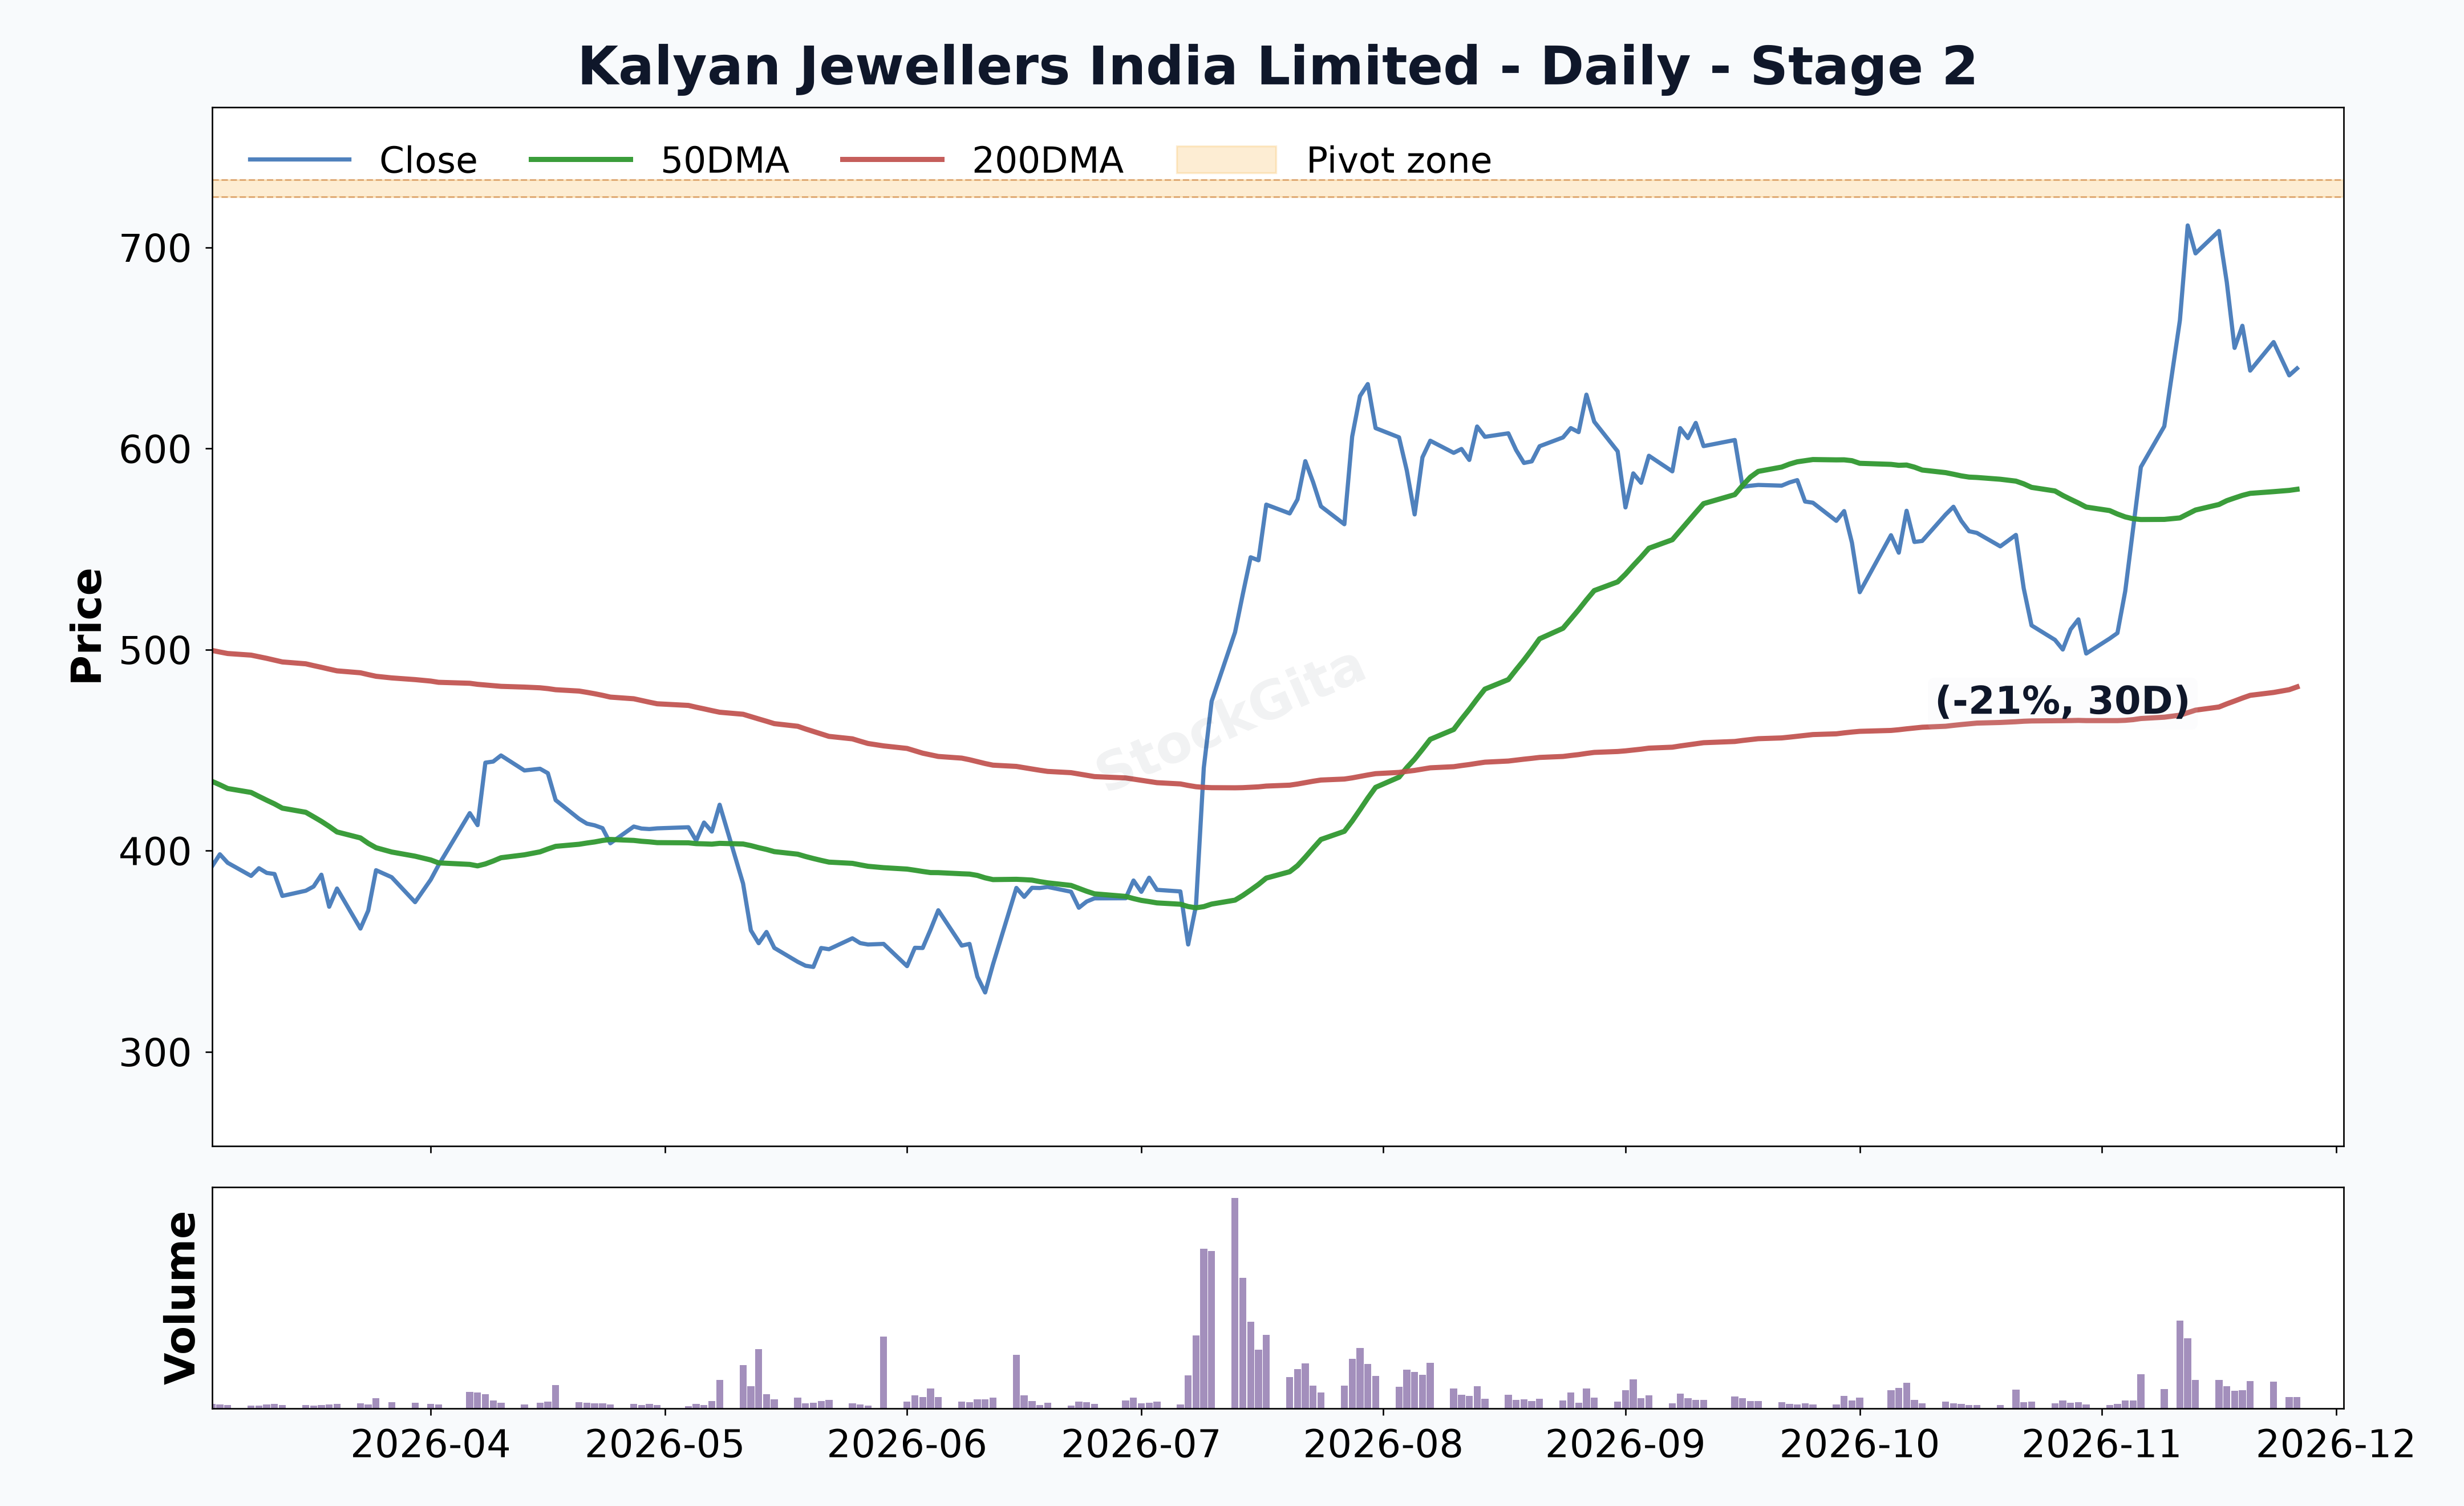 Kalyan Jewellers India Limited - Daily - Stage 2
Close 50DMA 200DMA Pivot zone
700
600
500
400
300
Price
StockGita
(-21%, 30D)
Volume
2026-04 2026-05 2026-06 2026-07 2026-08 2026-09 2026-10 2026-11 2026-12